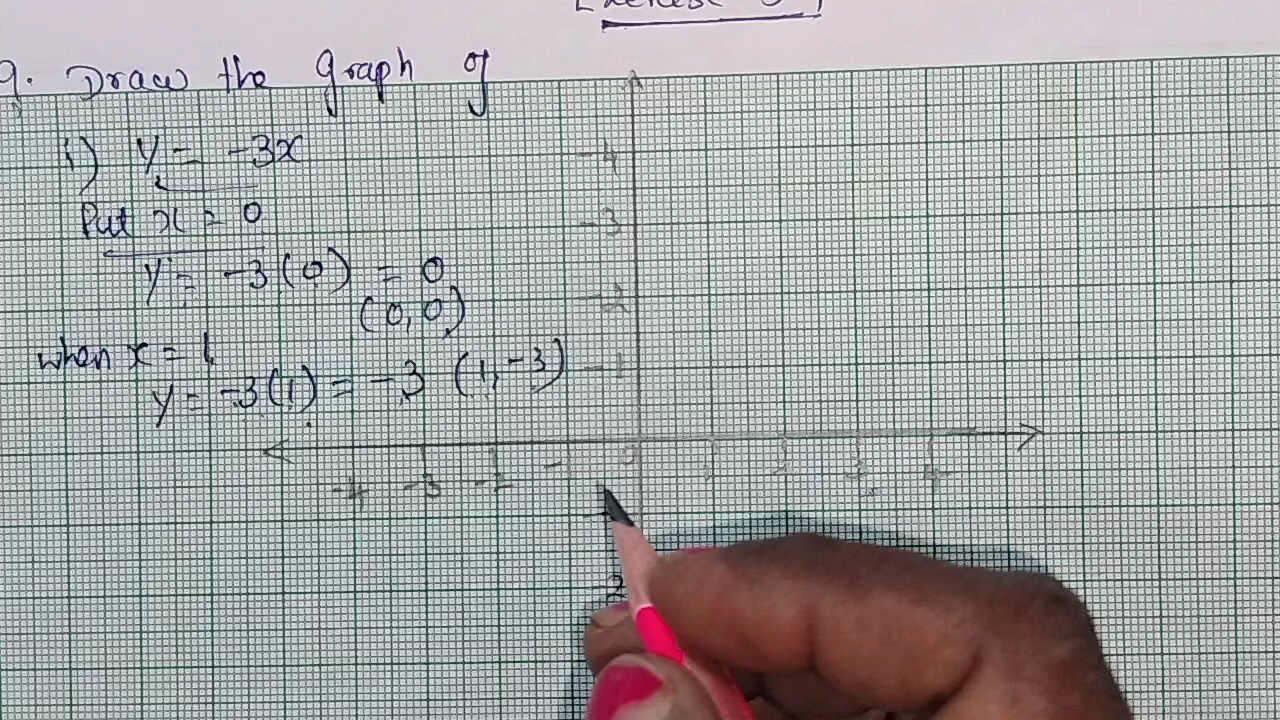 9. Draw the graph of
i) y = -3x
Put x = 0
y = -3(0) = 0
(0,0)
when x = 1
y = -3(1) = -3 (1,-3)
4
3
2
1
-4 -3 -2 -1 0 1 2 3 4
2